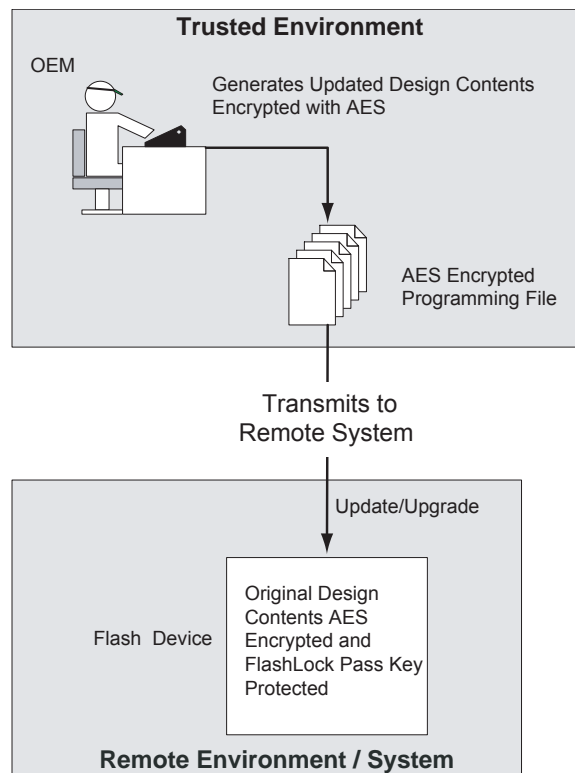 Trusted Environment
OEM
Generates Updated Design Contents
Encrypted with AES
AES Encrypted
Programming File
Transmits to
Remote System
Update/Upgrade
Original Design
Contents AES
Encrypted and
FlashLock Pass Key
Protected
Flash Device
Remote Environment / System